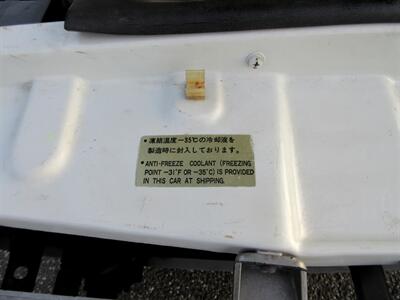 • 凍結温度−35℃の冷却液を
製造時に封入しております。
• ANTI-FREEZE COOLANT (FREEZING
POINT −31°F OR −35°C) IS PROVIDED
IN THIS CAR AT SHIPPING.